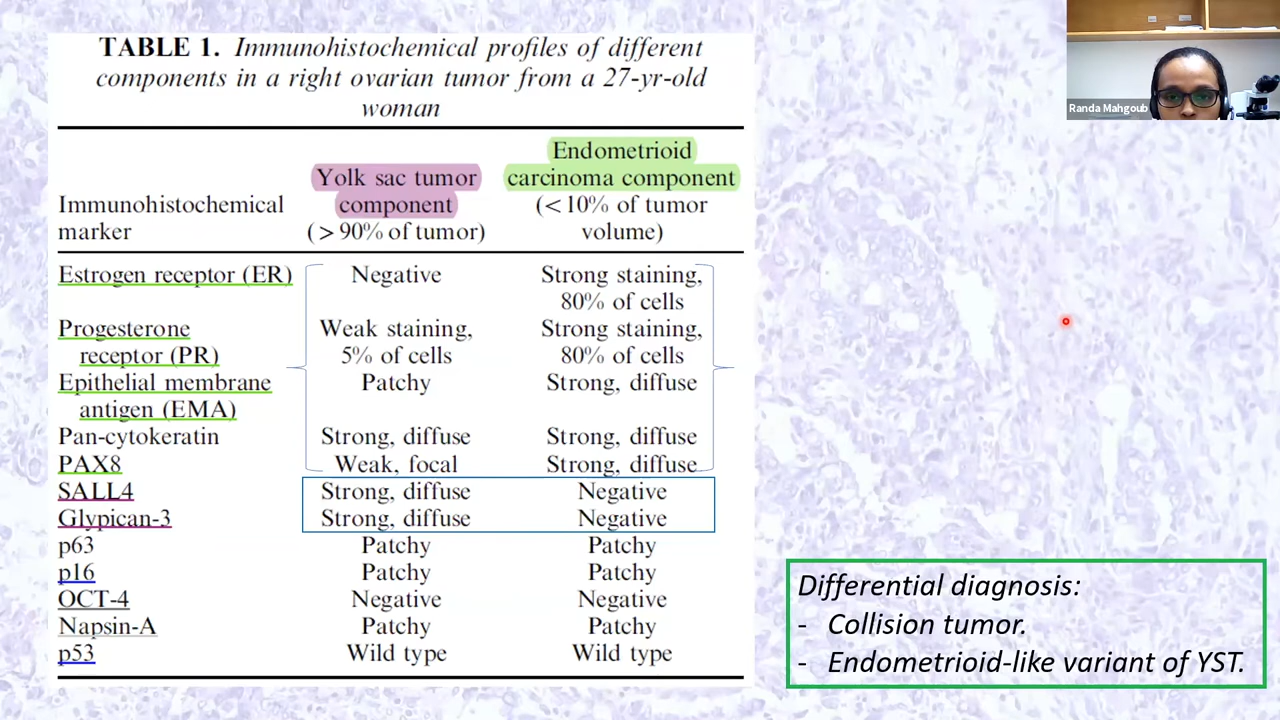 TABLE 1. Immunohistochemical profiles of different
components in a right ovarian tumor from a 27-yr-old
woman
Immunohistochemical
marker
Yolk sac tumor
component
(>90% of tumor)
Endometrioid
carcinoma component
(<10% of tumor
volume)
Estrogen receptor (ER) Negative Strong staining,
80% of cells
Progesterone Weak staining, Strong staining,
receptor (PR) 5% of cells 80% of cells
Epithelial membrane Patchy Strong, diffuse
antigen (EMA)
Pan-cytokeratin Strong, diffuse Strong, diffuse
PAX8 Weak, focal Strong, diffuse
SALL4 Strong, diffuse Negative
Glypican-3 Strong, diffuse Negative
p63 Patchy Patchy
p16 Patchy Patchy
OCT-4 Negative Negative
Napsin-A Patchy Patchy
p53 Wild type Wild type
Randa Mahgoub
Differential diagnosis:
- Collision tumor.
- Endometrioid-like variant of YST.